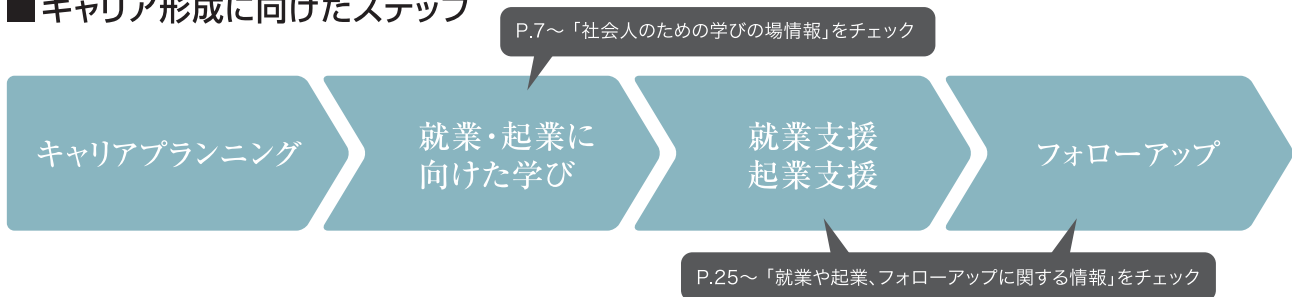 ■キャリア形成に向けたステップ
P.7～「社会人のための学びの場情報」をチェック
キャリアプランニング
就業・起業に
向けた学び
就業支援
起業支援
フォローアップ
P.25～「就業や起業、フォローアップに関する情報」をチェック